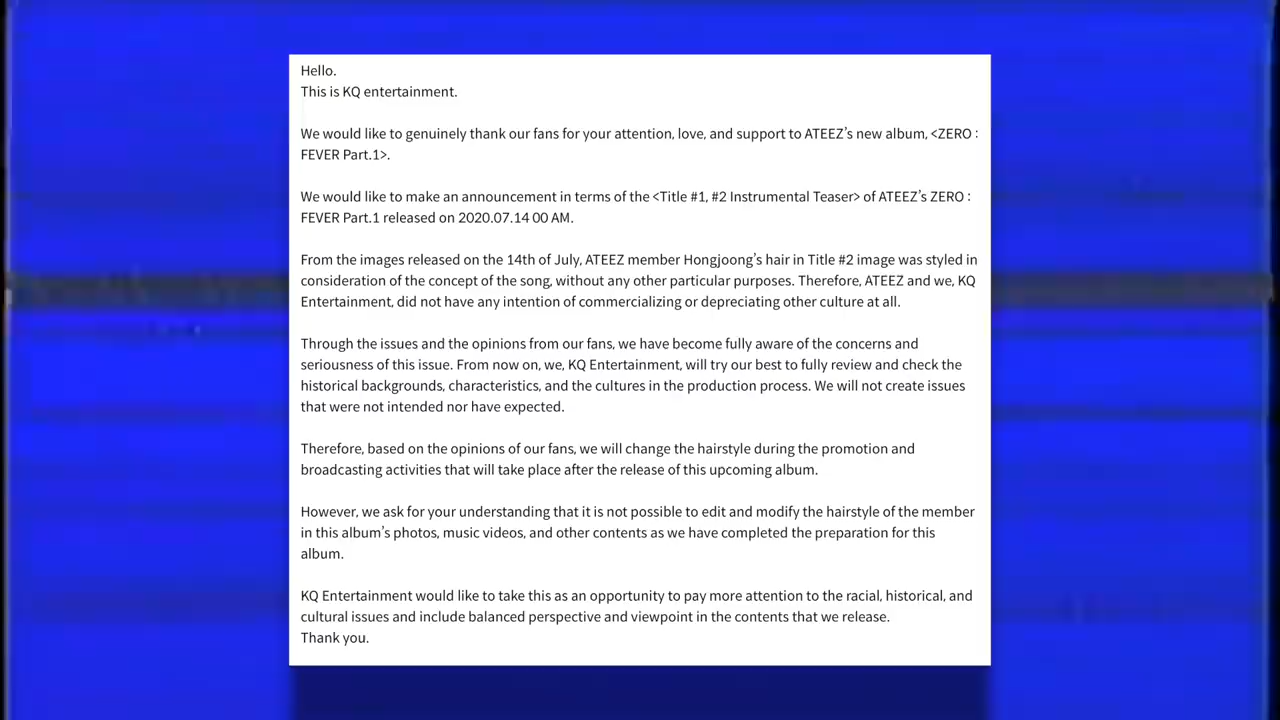 Hello.
This is KQ entertainment.
We would like to genuinely thank our fans for your attention, love, and support to ATEEZ's new album, <ZERO :
FEVER Part.1>.
We would like to make an announcement in terms of the <Title #1, #2 Instrumental Teaser> of ATEEZ's ZERO :
FEVER Part.1 released on 2020.07.14 00 AM.
From the images released on the 14th of July, ATEEZ member Hongjoong's hair in Title #2 image was styled in
consideration of the concept of the song, without any other particular purposes. Therefore, ATEEZ and we, KQ
Entertainment, did not have any intention of commercializing or depreciating other culture at all.
Through the issues and the opinions from our fans, we have become fully aware of the concerns and
seriousness of this issue. From now on, we, KQ Entertainment, will try our best to fully review and check the
historical backgrounds, characteristics, and the cultures in the production process. We will not create issues
that were not intended nor have expected.
Therefore, based on the opinions of our fans, we will change the hairstyle during the promotion and
broadcasting activities that will take place after the release of this upcoming album.
However, we ask for your understanding that it is not possible to edit and modify the hairstyle of the member
in this album's photos, music videos, and other contents as we have completed the preparation for this
album.
KQ Entertainment would like to take this as an opportunity to pay more attention to the racial, historical, and
cultural issues and include balanced perspective and viewpoint in the contents that we release.
Thank you.